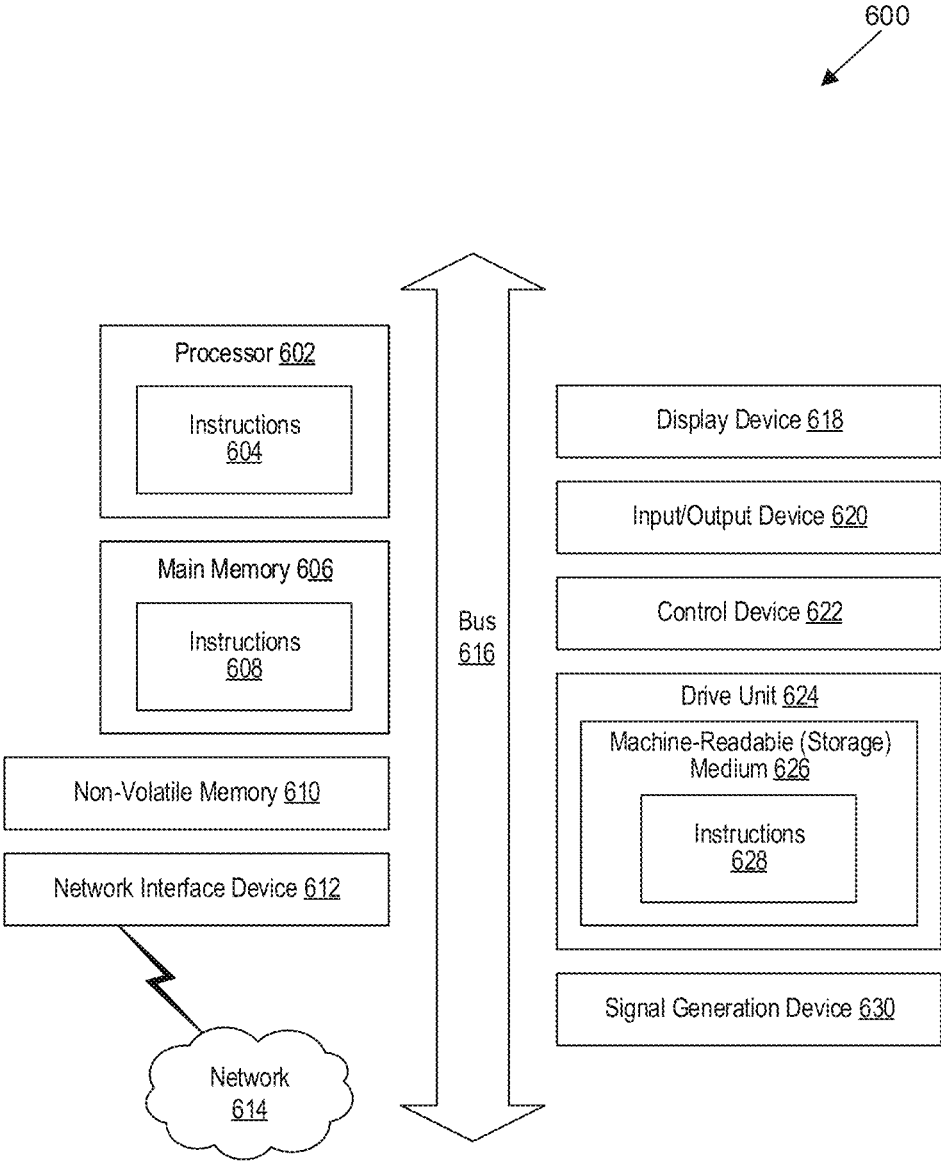 600
Processor 602
Instructions
604
Main Memory 606
Instructions
608
Non-Volatile Memory 610
Network Interface Device 612
Network
614
Bus
616
Display Device 618
Input/Output Device 620
Control Device 622
Drive Unit 624
Machine-Readable (Storage)
Medium 626
Instructions
628
Signal Generation Device 630